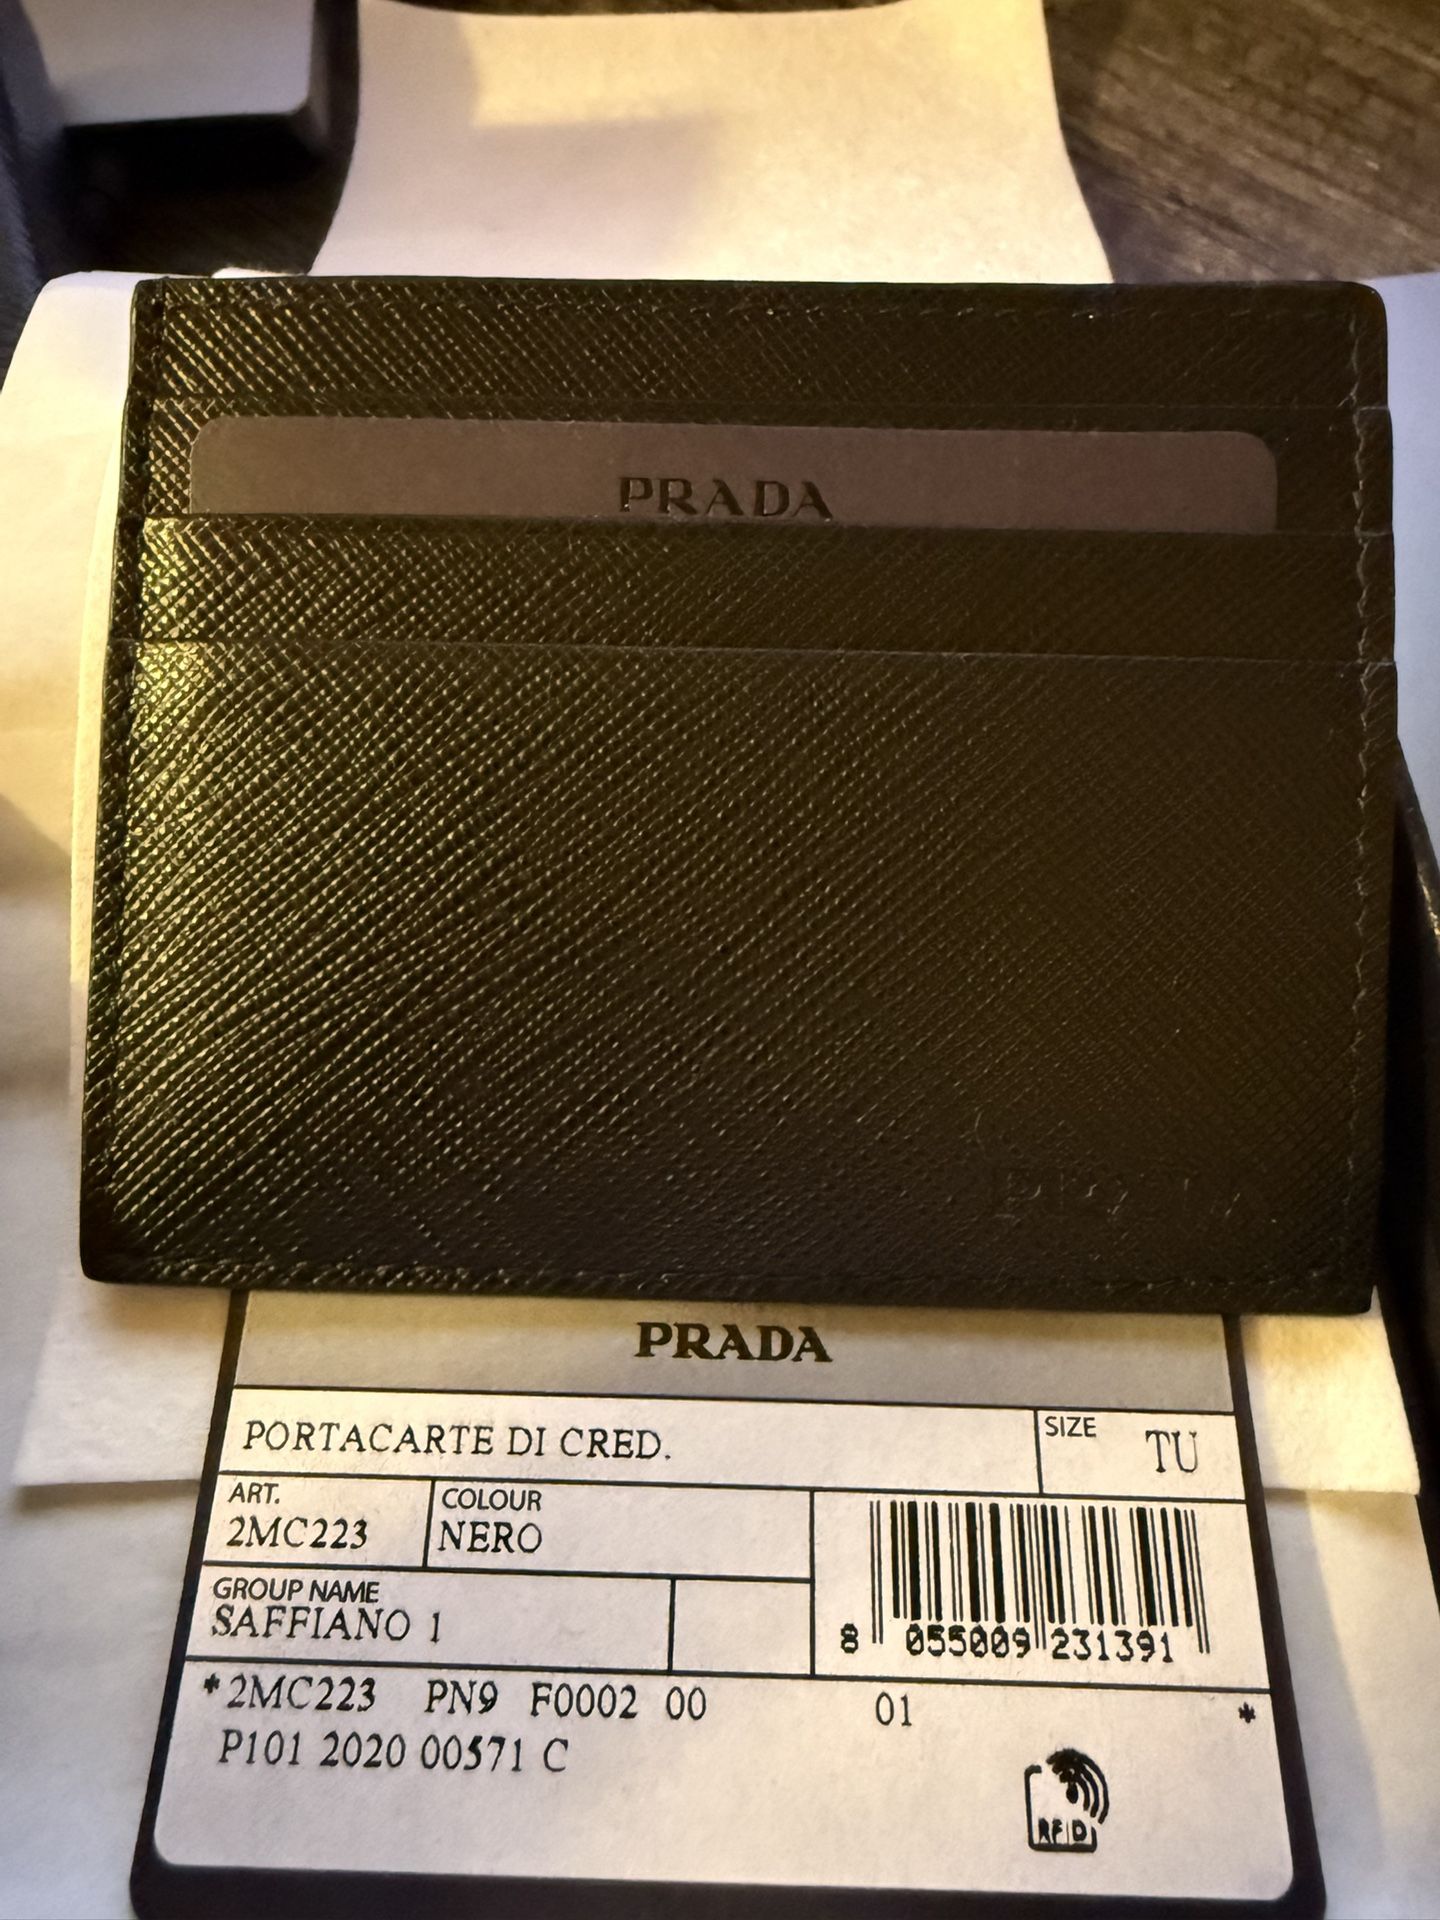 PRADA
PRADA
PORTACARTE DI CRED.
SIZE
TU
ART.
2MC223
COLOUR
NERO
GROUP NAME
SAFFIANO 1
8 055009 231391
*2MC223 PN9 F0002 00 01 *
P101 2020 00571 C
RFID